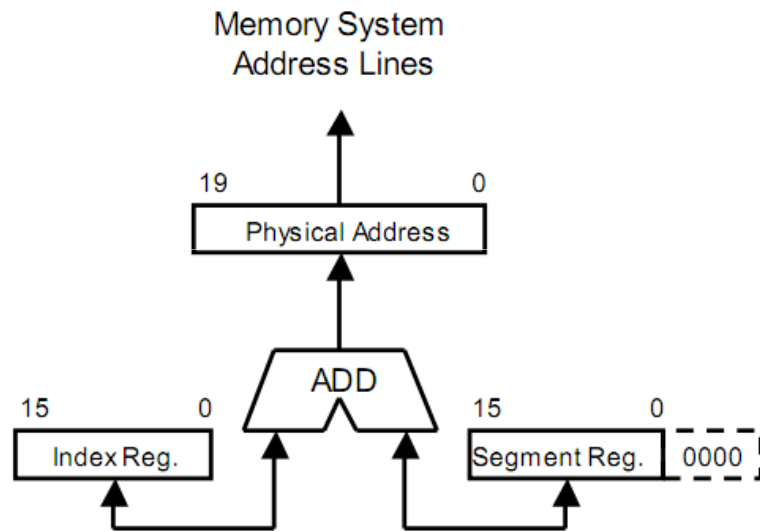 Memory System
Address Lines
19 0
Physical Address
ADD
15 0
15 0
Index Reg.
Segment Reg.
0000